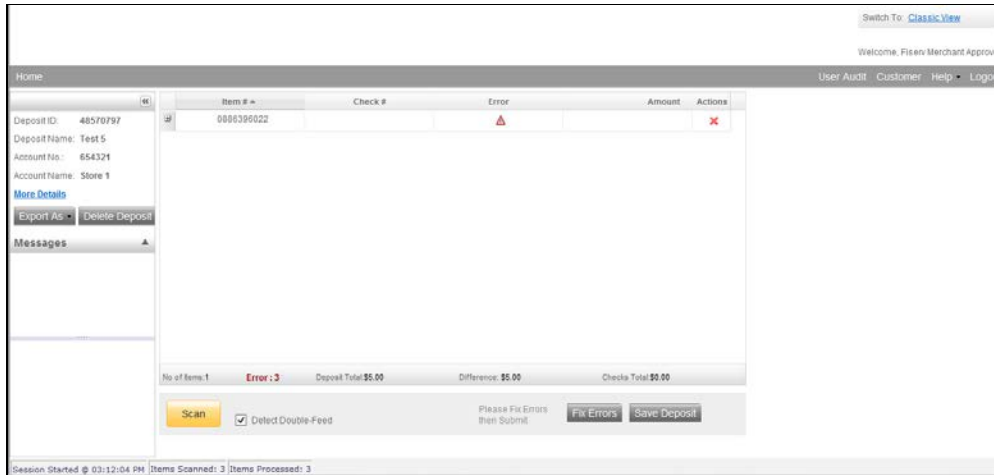 Switch To: Classic View
Welcome, Fiserv Merchant Approv
Home User Audit Customer Help Logo
Item # Check # Error Amount Actions
Deposit ID: 48570797
0886396022
Deposit Name: Test 5
Account No.: 654321
Account Name: Store 1
More Details
Export As Delete Deposit
Messages
No of Items: 1 Error : 3 Deposit Total: $5.00 Difference: $5.00 Checks Total: $0.00
Scan Detect Double-Feed Please Fix Errors then Submit Fix Errors Save Deposit
Session Started @ 03:12:04 PM Items Scanned: 3 Items Processed: 3